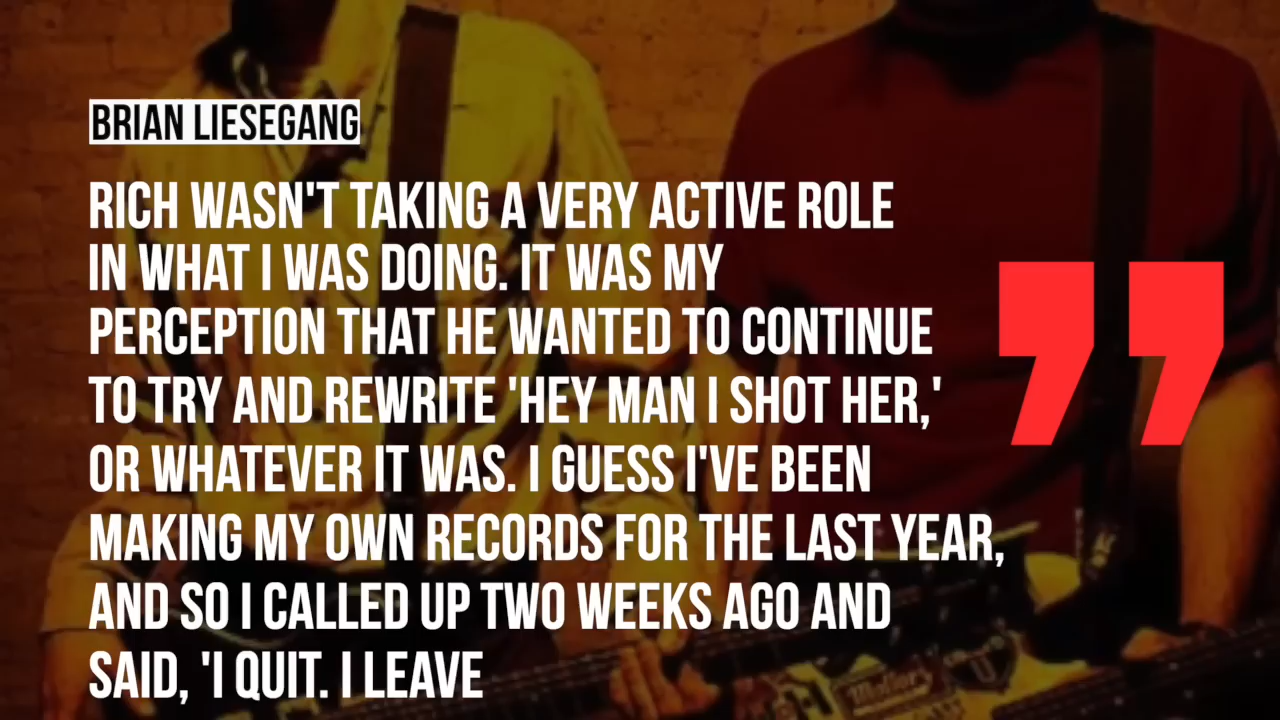 BRIAN LIESEGANG
RICH WASN'T TAKING A VERY ACTIVE ROLE
IN WHAT I WAS DOING. IT WAS MY
PERCEPTION THAT HE WANTED TO CONTINUE
TO TRY AND REWRITE 'HEY MAN I SHOT HER,'
OR WHATEVER IT WAS. I GUESS I'VE BEEN
MAKING MY OWN RECORDS FOR THE LAST YEAR,
AND SO I CALLED UP TWO WEEKS AGO AND
SAID, 'I QUIT. I LEAVE
”